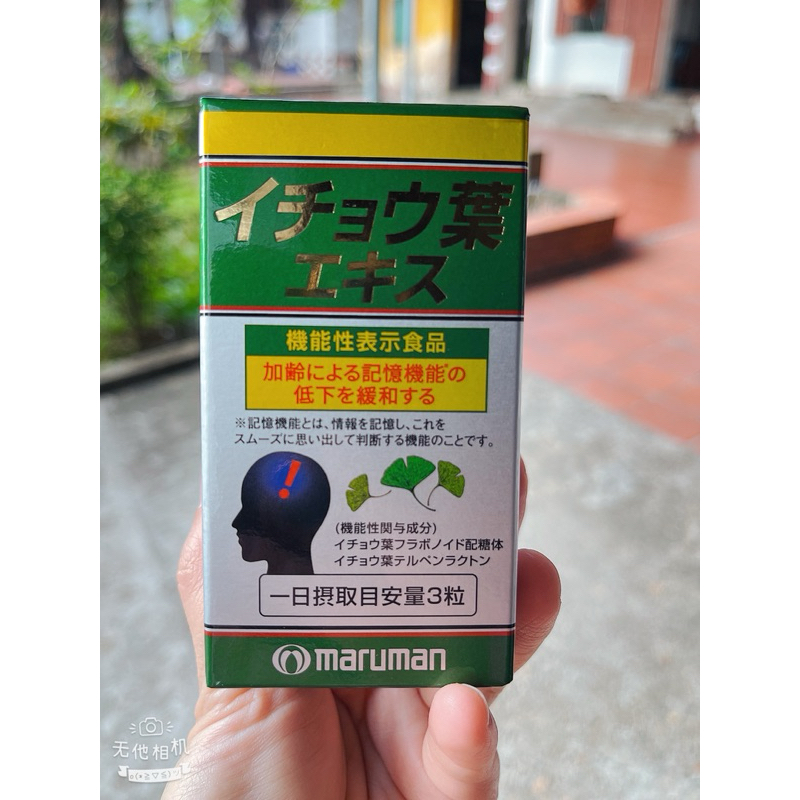 イチョウ葉
エキス
機能性表示食品
加齢による記憶機能※の
低下を緩和する
※記憶機能とは、情報を記憶し、これを
スムーズに思い出して判断する機能のことです。
!
(機能性関与成分)
イチョウ葉フラボノイド配糖体
イチョウ葉テルペンラクトン
一日摂取目安量3粒
maruman
无他相机